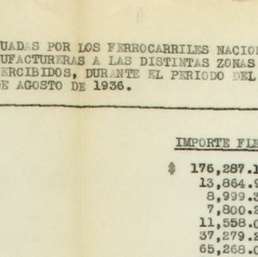 UADAS POR LOS FERROCARRILES NACION
UFACTURERAS A LAS DISTINTAS ZONAS
ERCIBIDOS, DURANTE EL PERIODO DEL
DE AGOSTO DE 1936.
IMPORTE FLE
$ 176,287.1
13,864.9
8,999.3
7,800.2
11,558.0
37,279.2
65,268.0